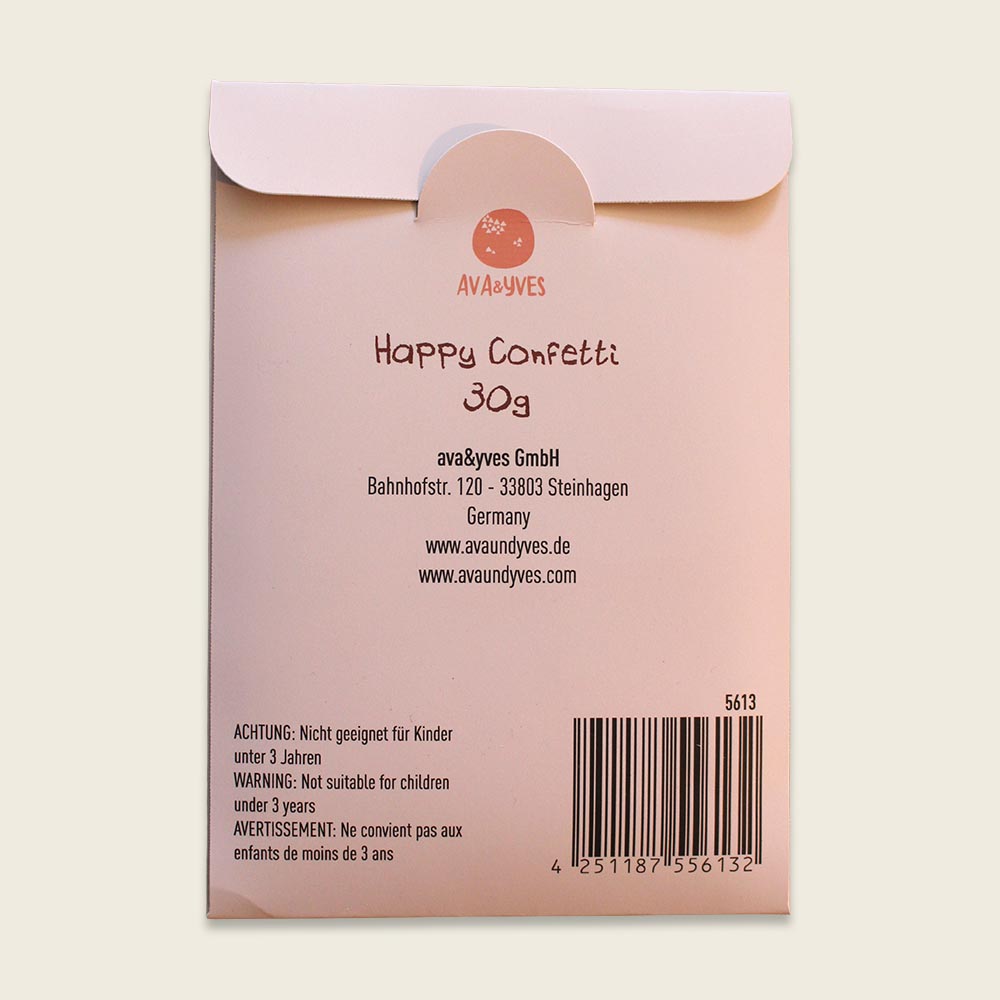 AVA&YVES
Happy Confetti
30g
ava&yves GmbH
Bahnhofstr. 120 - 33803 Steinhagen
Germany
www.avaundyves.de
www.avaundyves.com
5613
ACHTUNG: Nicht geeignet für Kinder
unter 3 Jahren
WARNING: Not suitable for children
under 3 years
AVERTISSEMENT: Ne convient pas aux
enfants de moins de 3 ans
4 251187 556132